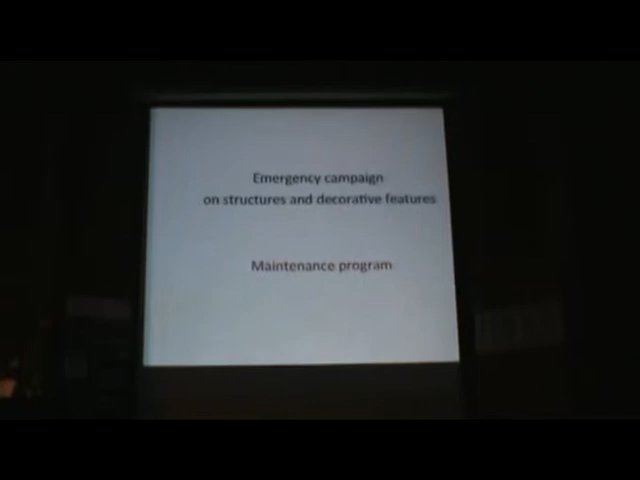 Emergency campaign
on structures and decorative features
Maintenance program